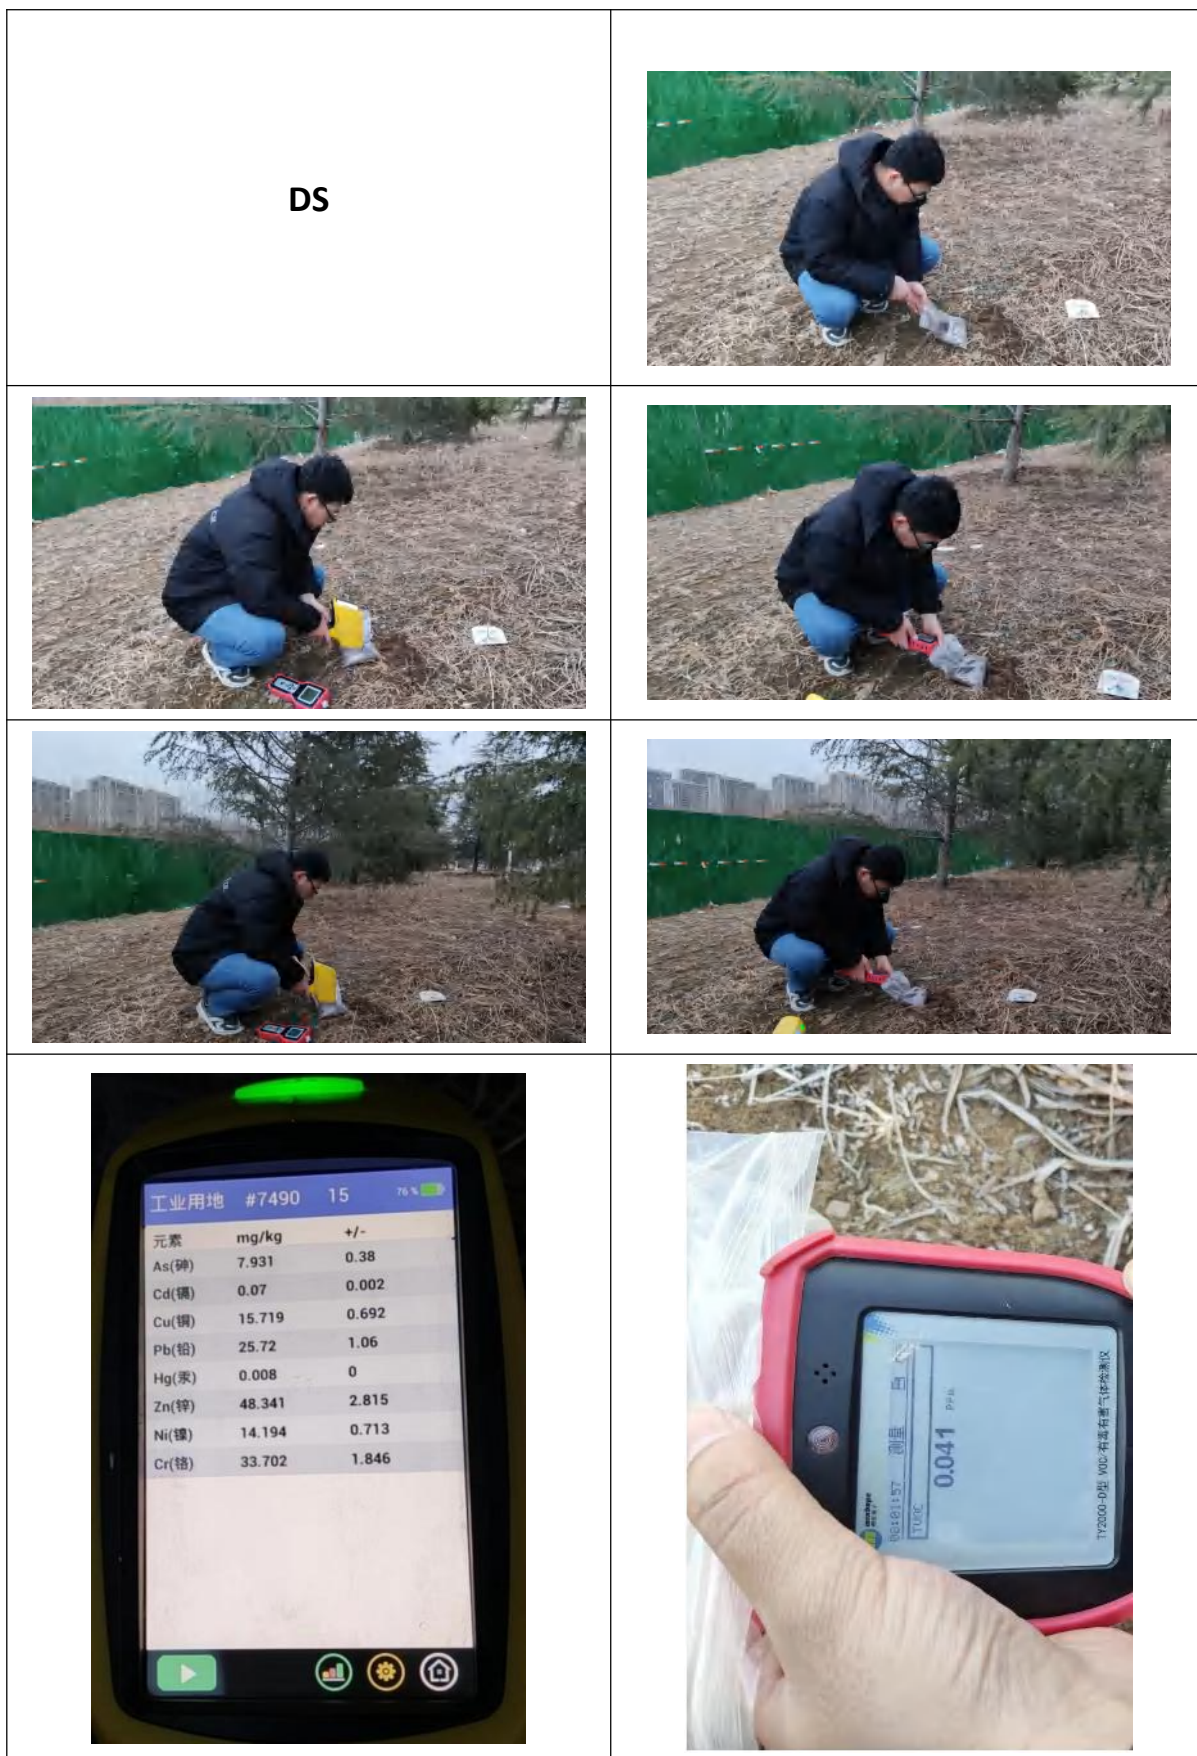 DS
工业用地 #7490 15 76 %
元素 mg/kg +/-
As(砷) 7.931 0.38
Cd(镉) 0.07 0.002
Cu(铜) 15.719 0.692
Pb(铅) 25.72 1.06
Hg(汞) 0.008 0
Zn(锌) 48.341 2.815
Ni(镍) 14.194 0.713
Cr(铬) 33.702 1.846
00:01:57 测量
TVOC
0.041 PPM
TY2000-D型 VOC/有毒有害气体检测仪